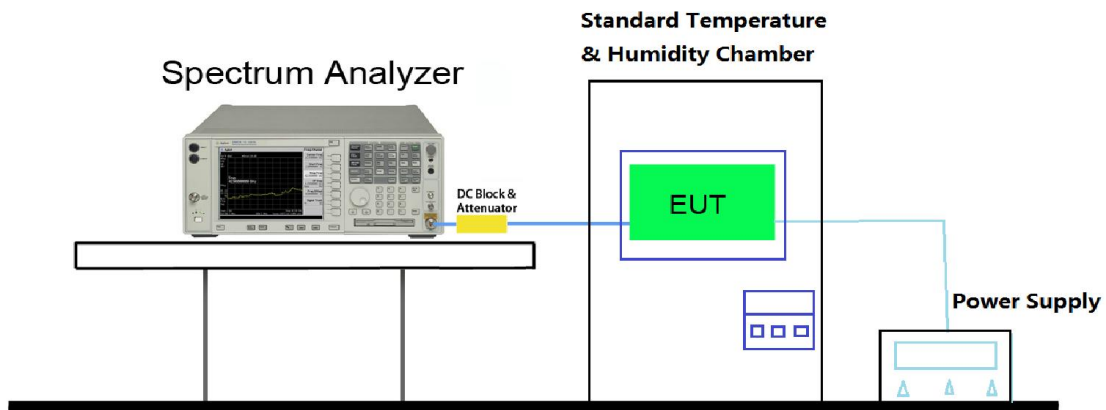 Standard Temperature
& Humidity Chamber
Spectrum Analyzer
DC Block &
Attenuator
EUT
Power Supply